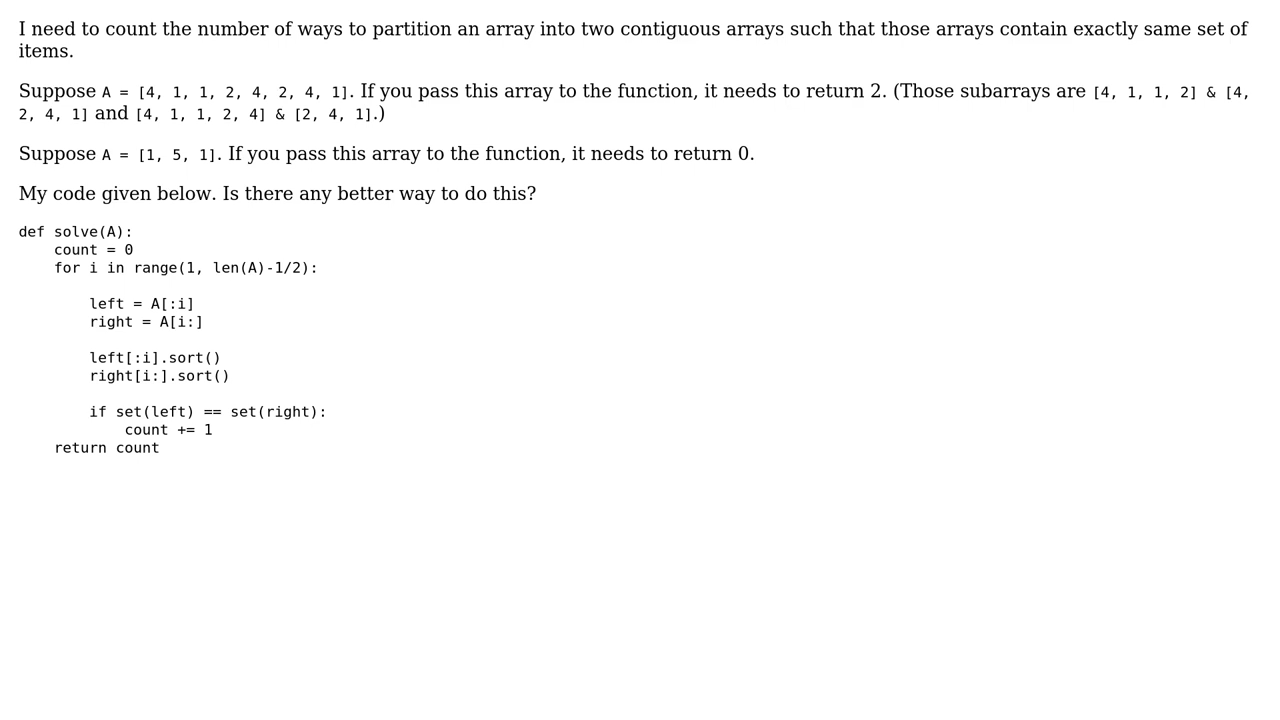 I need to count the number of ways to partition an array into two contiguous arrays such that those arrays contain exactly same set of
items.
Suppose A = [4, 1, 1, 2, 4, 2, 4, 1]. If you pass this array to the function, it needs to return 2. (Those subarrays are [4, 1, 1, 2] & [4,
2, 4, 1] and [4, 1, 1, 2, 4] & [2, 4, 1].)
Suppose A = [1, 5, 1]. If you pass this array to the function, it needs to return 0.
My code given below. Is there any better way to do this?
def solve(A):
    count = 0
    for i in range(1, len(A)-1/2):
        left = A[:i]
        right = A[i:]
        left[:i].sort()
        right[i:].sort()
        if set(left) == set(right):
            count += 1
    return count